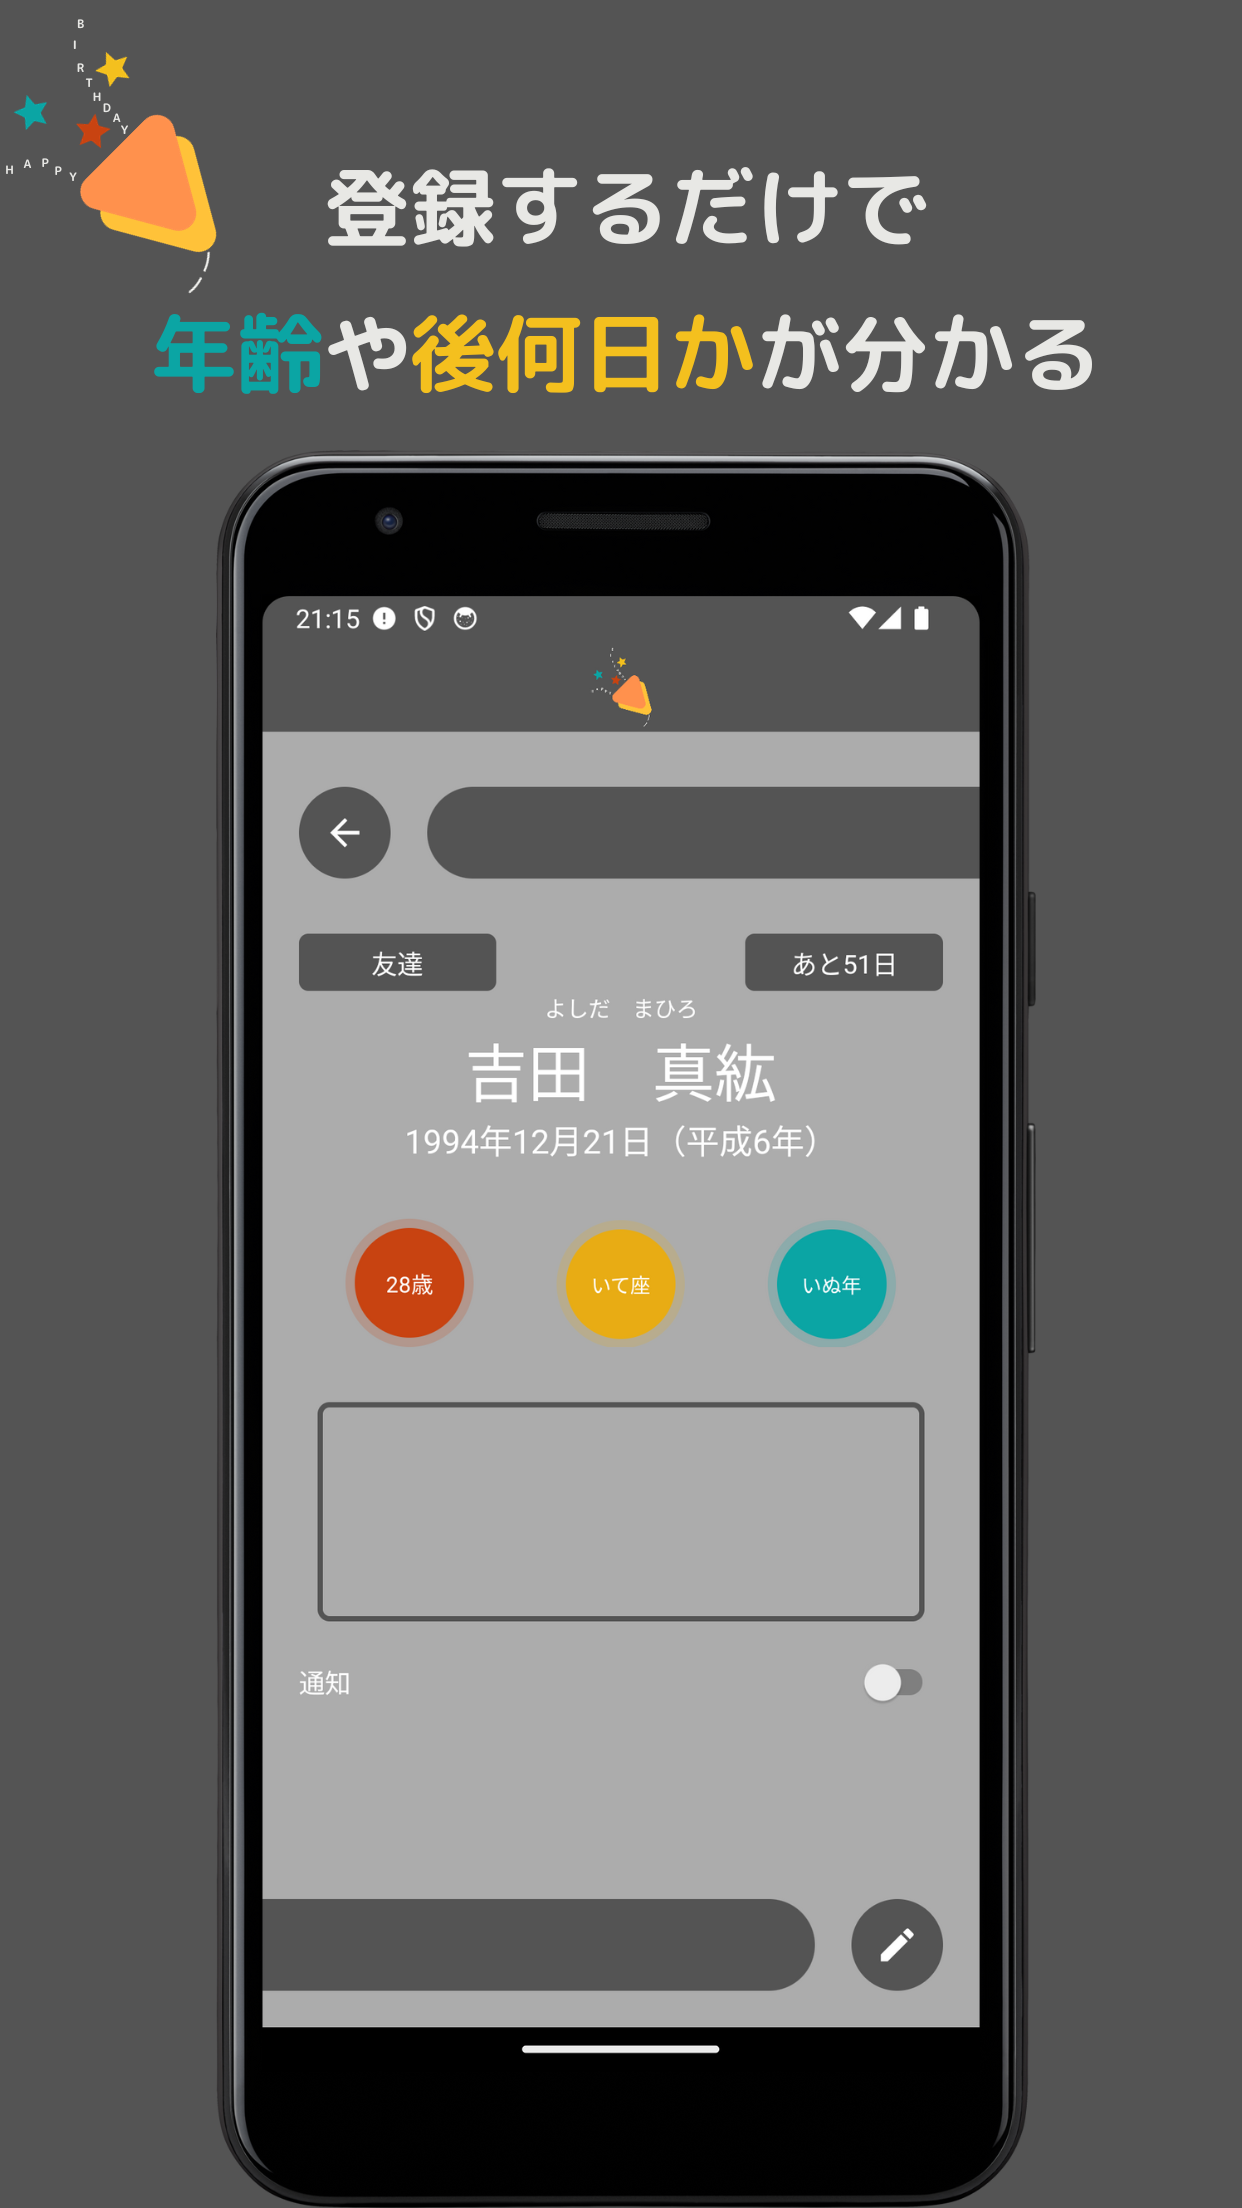 BIRTHDAY
HAPPY
登録するだけで
年齢や後何日かが分かる
21:15
友達
あと51日
よしだ　まひろ
吉田　真紘
1994年12月21日（平成6年）
28歳
いて座
いぬ年
通知